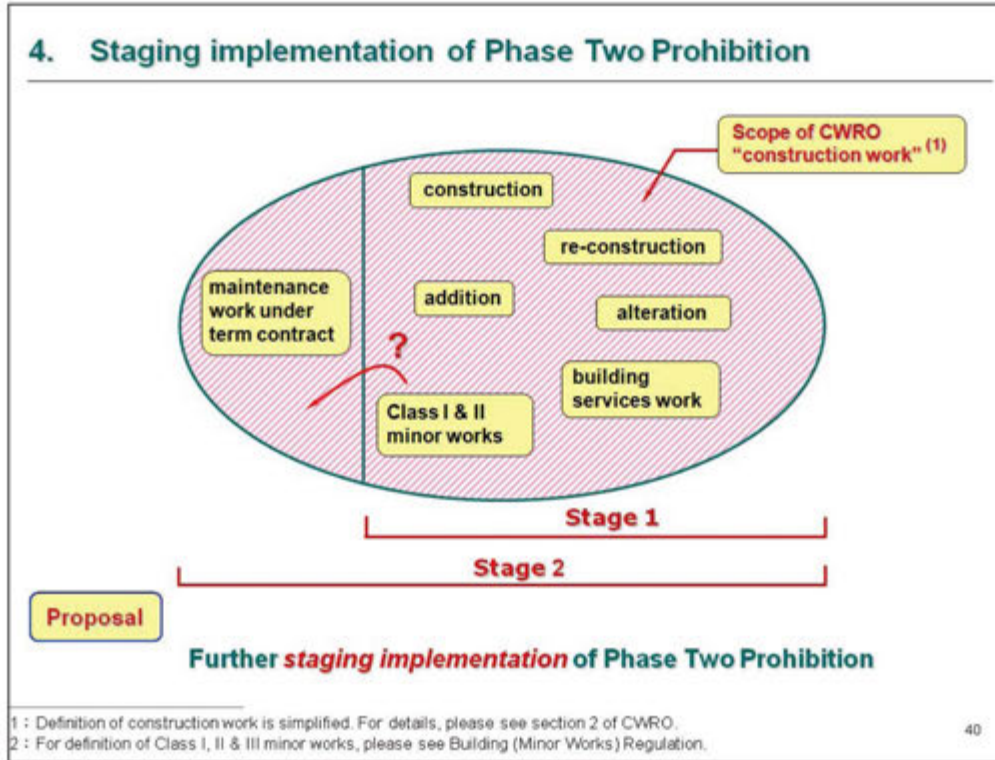 4. Staging implementation of Phase Two Prohibition
Scope of CWRO
"construction work" (1)
construction
re-construction
maintenance
work under
term contract
addition
alteration
?
building
services work
Class I & II
minor works
Stage 1
Stage 2
Proposal
Further staging implementation of Phase Two Prohibition
1 : Definition of construction work is simplified. For details, please see section 2 of CWRO.
2 : For definition of Class I, II & III minor works, please see Building (Minor Works) Regulation.
40